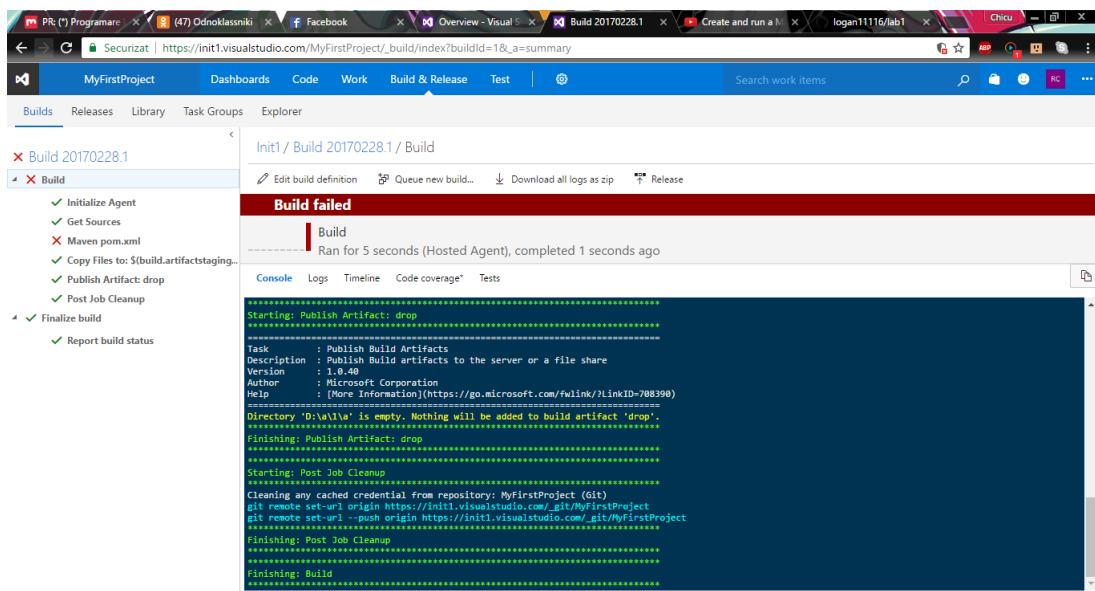 PR: (*) Programare
(47) Odnoklassniki
Facebook
Overview - Visual S
Build 20170228.1
Create and run a M
logan11116/lab1
Chicu
Securizat | https://init1.visualstudio.com/MyFirstProject/_build/index?buildId=1&_a=summary
MyFirstProject Dashboards Code Work Build & Release Test Search work items RC
Builds Releases Library Task Groups Explorer
Build 20170228.1
Build
Initialize Agent
Get Sources
Maven pom.xml
Copy Files to: $(build.artifactstaging...
Publish Artifact: drop
Post Job Cleanup
Finalize build
Report build status
Init1 / Build 20170228.1 / Build
Edit build definition Queue new build... Download all logs as zip Release
Build failed
Build
Ran for 5 seconds (Hosted Agent), completed 1 seconds ago
Console Logs Timeline Code coverage* Tests
******************************************************************************
Starting: Publish Artifact: drop
******************************************************************************
==============================================================================
Task : Publish Build Artifacts
Description : Publish Build artifacts to the server or a file share
Version : 1.0.40
Author : Microsoft Corporation
Help : [More Information](https://go.microsoft.com/fwlink/?LinkID=708390)
==============================================================================
Directory 'D:\a\1\a' is empty. Nothing will be added to build artifact 'drop'.
******************************************************************************
Finishing: Publish Artifact: drop
******************************************************************************
******************************************************************************
Starting: Post Job Cleanup
******************************************************************************
Cleaning any cached credential from repository: MyFirstProject (Git)
git remote set-url origin https://init1.visualstudio.com/_git/MyFirstProject
git remote set-url --push origin https://init1.visualstudio.com/_git/MyFirstProject
******************************************************************************
Finishing: Post Job Cleanup
******************************************************************************
******************************************************************************
Finishing: Build
******************************************************************************